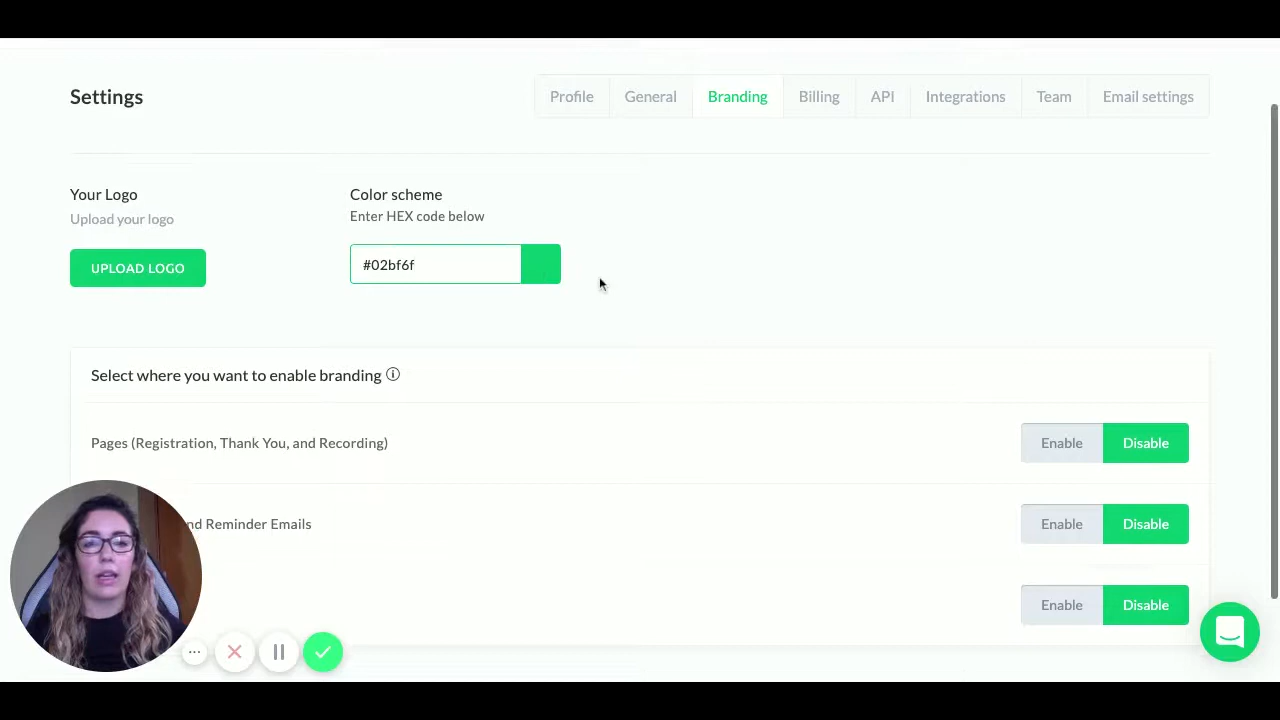 Settings
Profile
General
Branding
Billing
API
Integrations
Team
Email settings
Your Logo
Upload your logo
UPLOAD LOGO
Color scheme
Enter HEX code below
#02bf6f
Select where you want to enable branding
Pages (Registration, Thank You, and Recording)
Enable
Disable
Reminder Emails
Enable
Disable
Enable
Disable